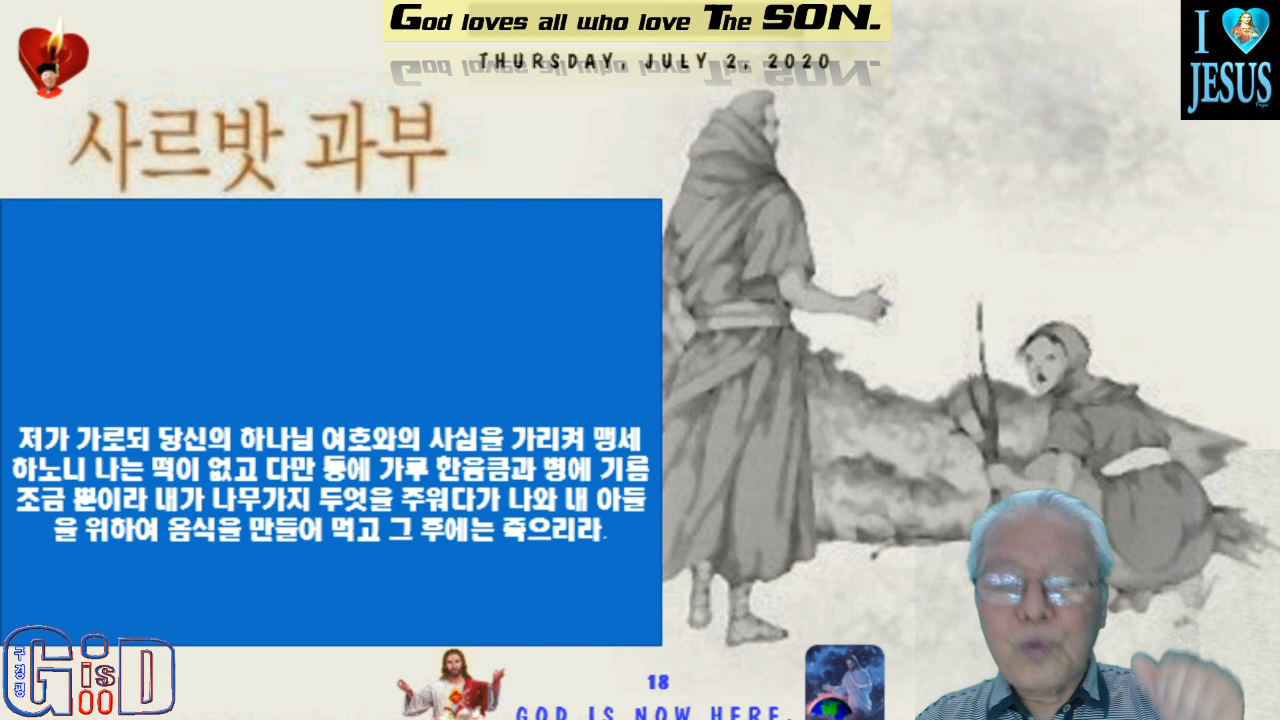 God loves all who love The SON.
THURSDAY, JULY 2, 2020
I
JESUS
사르밧 과부
저가 가로되 당신의 하나님 여호와의 사심을 가리켜 맹세
하노니 나는 떡이 없고 다만 통에 가루 한움큼과 병에 기름
조금 뿐이라 내가 나무가지 두엇을 주워다가 나와 내 아들
을 위하여 음식을 만들어 먹고 그 후에는 죽으리라.
GOD is
18
GOD IS NOW HERE.